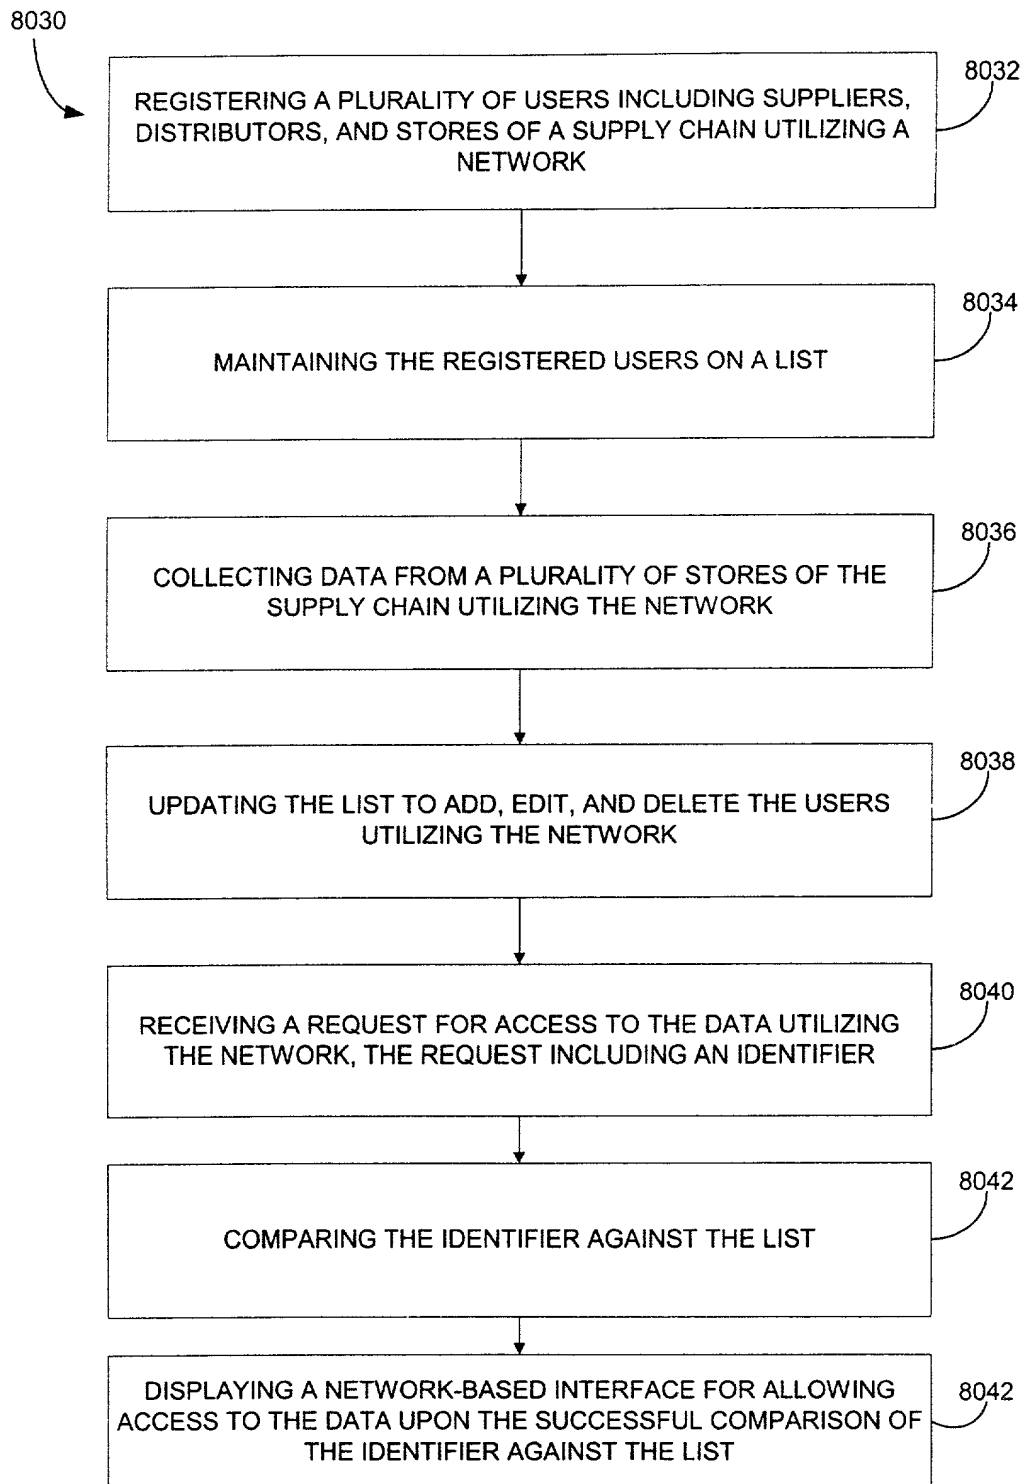 8030
8032
REGISTERING A PLURALITY OF USERS INCLUDING SUPPLIERS,
DISTRIBUTORS, AND STORES OF A SUPPLY CHAIN UTILIZING A
NETWORK
8034
MAINTAINING THE REGISTERED USERS ON A LIST
8036
COLLECTING DATA FROM A PLURALITY OF STORES OF THE
SUPPLY CHAIN UTILIZING THE NETWORK
8038
UPDATING THE LIST TO ADD, EDIT, AND DELETE THE USERS
UTILIZING THE NETWORK
8040
RECEIVING A REQUEST FOR ACCESS TO THE DATA UTILIZING
THE NETWORK, THE REQUEST INCLUDING AN IDENTIFIER
8042
COMPARING THE IDENTIFIER AGAINST THE LIST
8042
DISPLAYING A NETWORK-BASED INTERFACE FOR ALLOWING
ACCESS TO THE DATA UPON THE SUCCESSFUL COMPARISON OF
THE IDENTIFIER AGAINST THE LIST